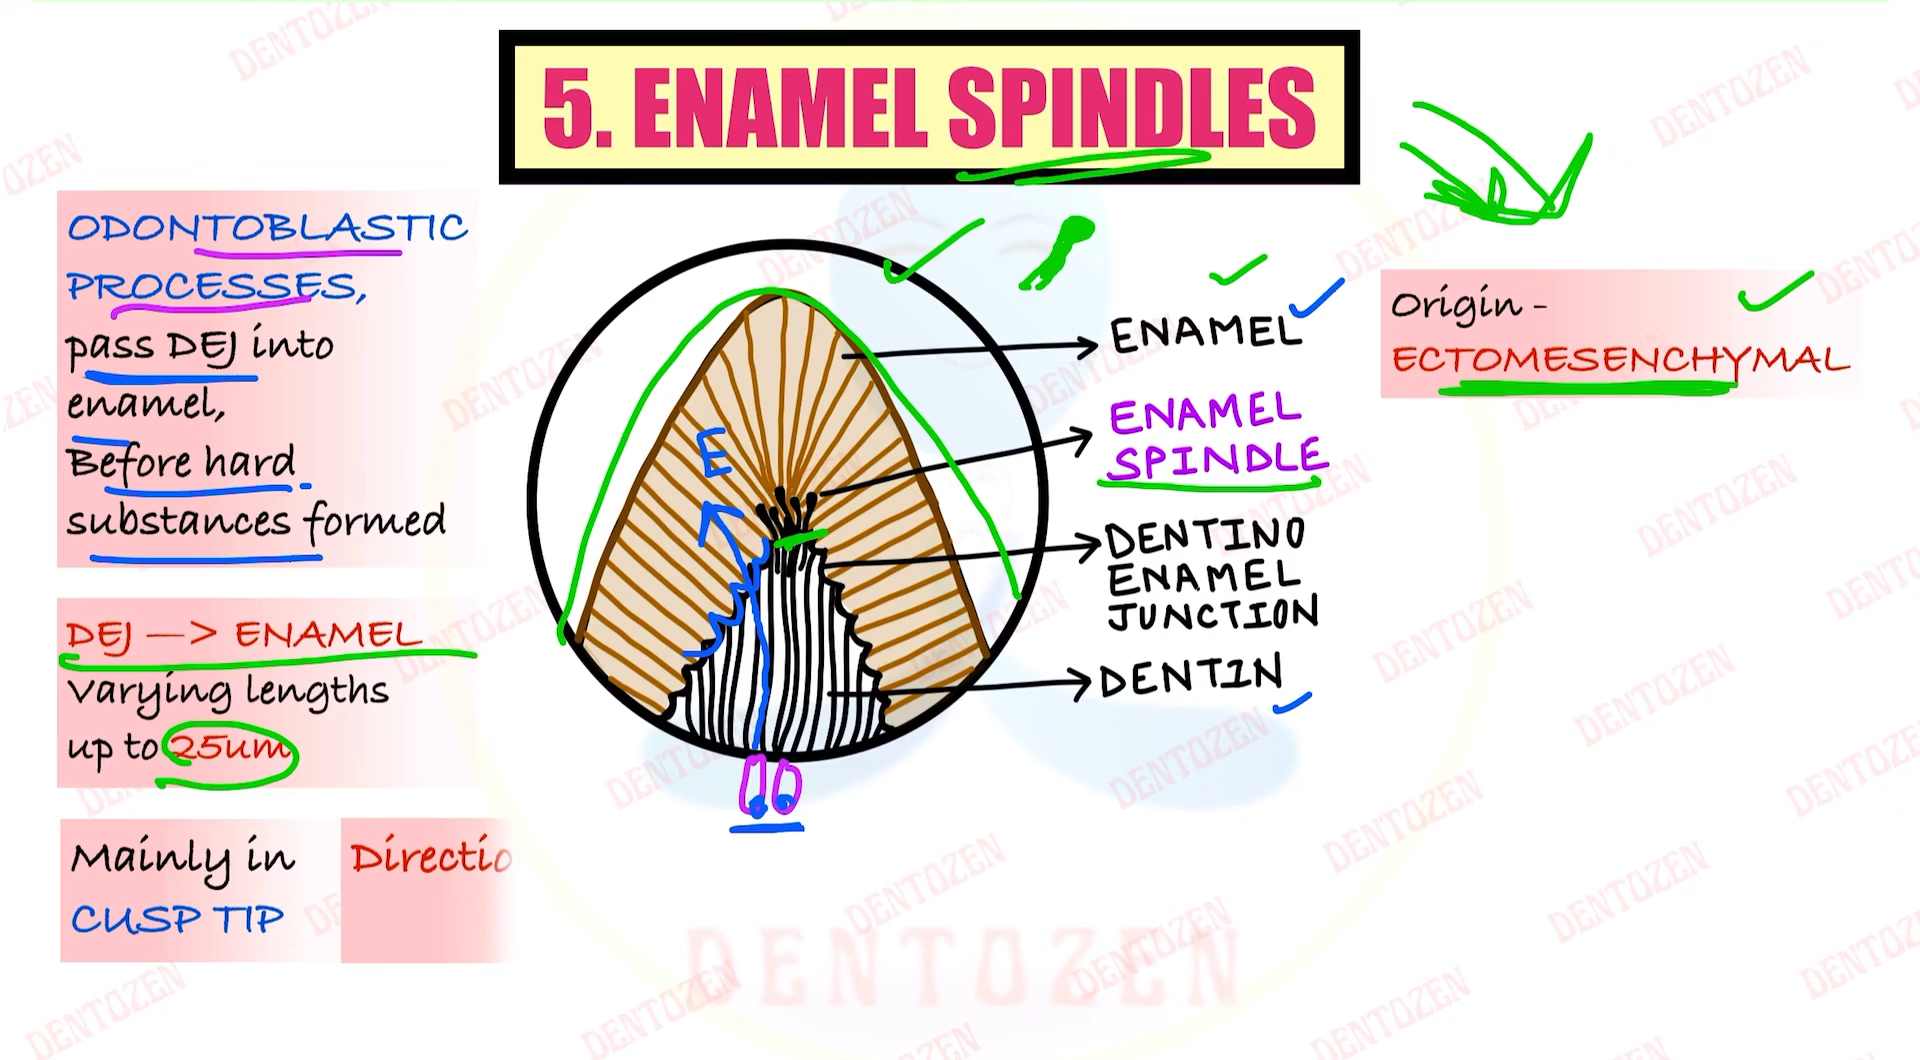 5. ENAMEL SPINDLES
ODONTOBLASTIC
PROCESSES,
pass DEJ into
enamel,
Before hard
substances formed
DEJ —> ENAMEL
Varying lengths
up to 25um
Mainly in
CUSP TIP
Directio
E
ENAMEL
ENAMEL
SPINDLE
DENTINO
ENAMEL
JUNCTION
DENTIN
Origin -
ECTOMESENCHYMAL
DENTOZEN